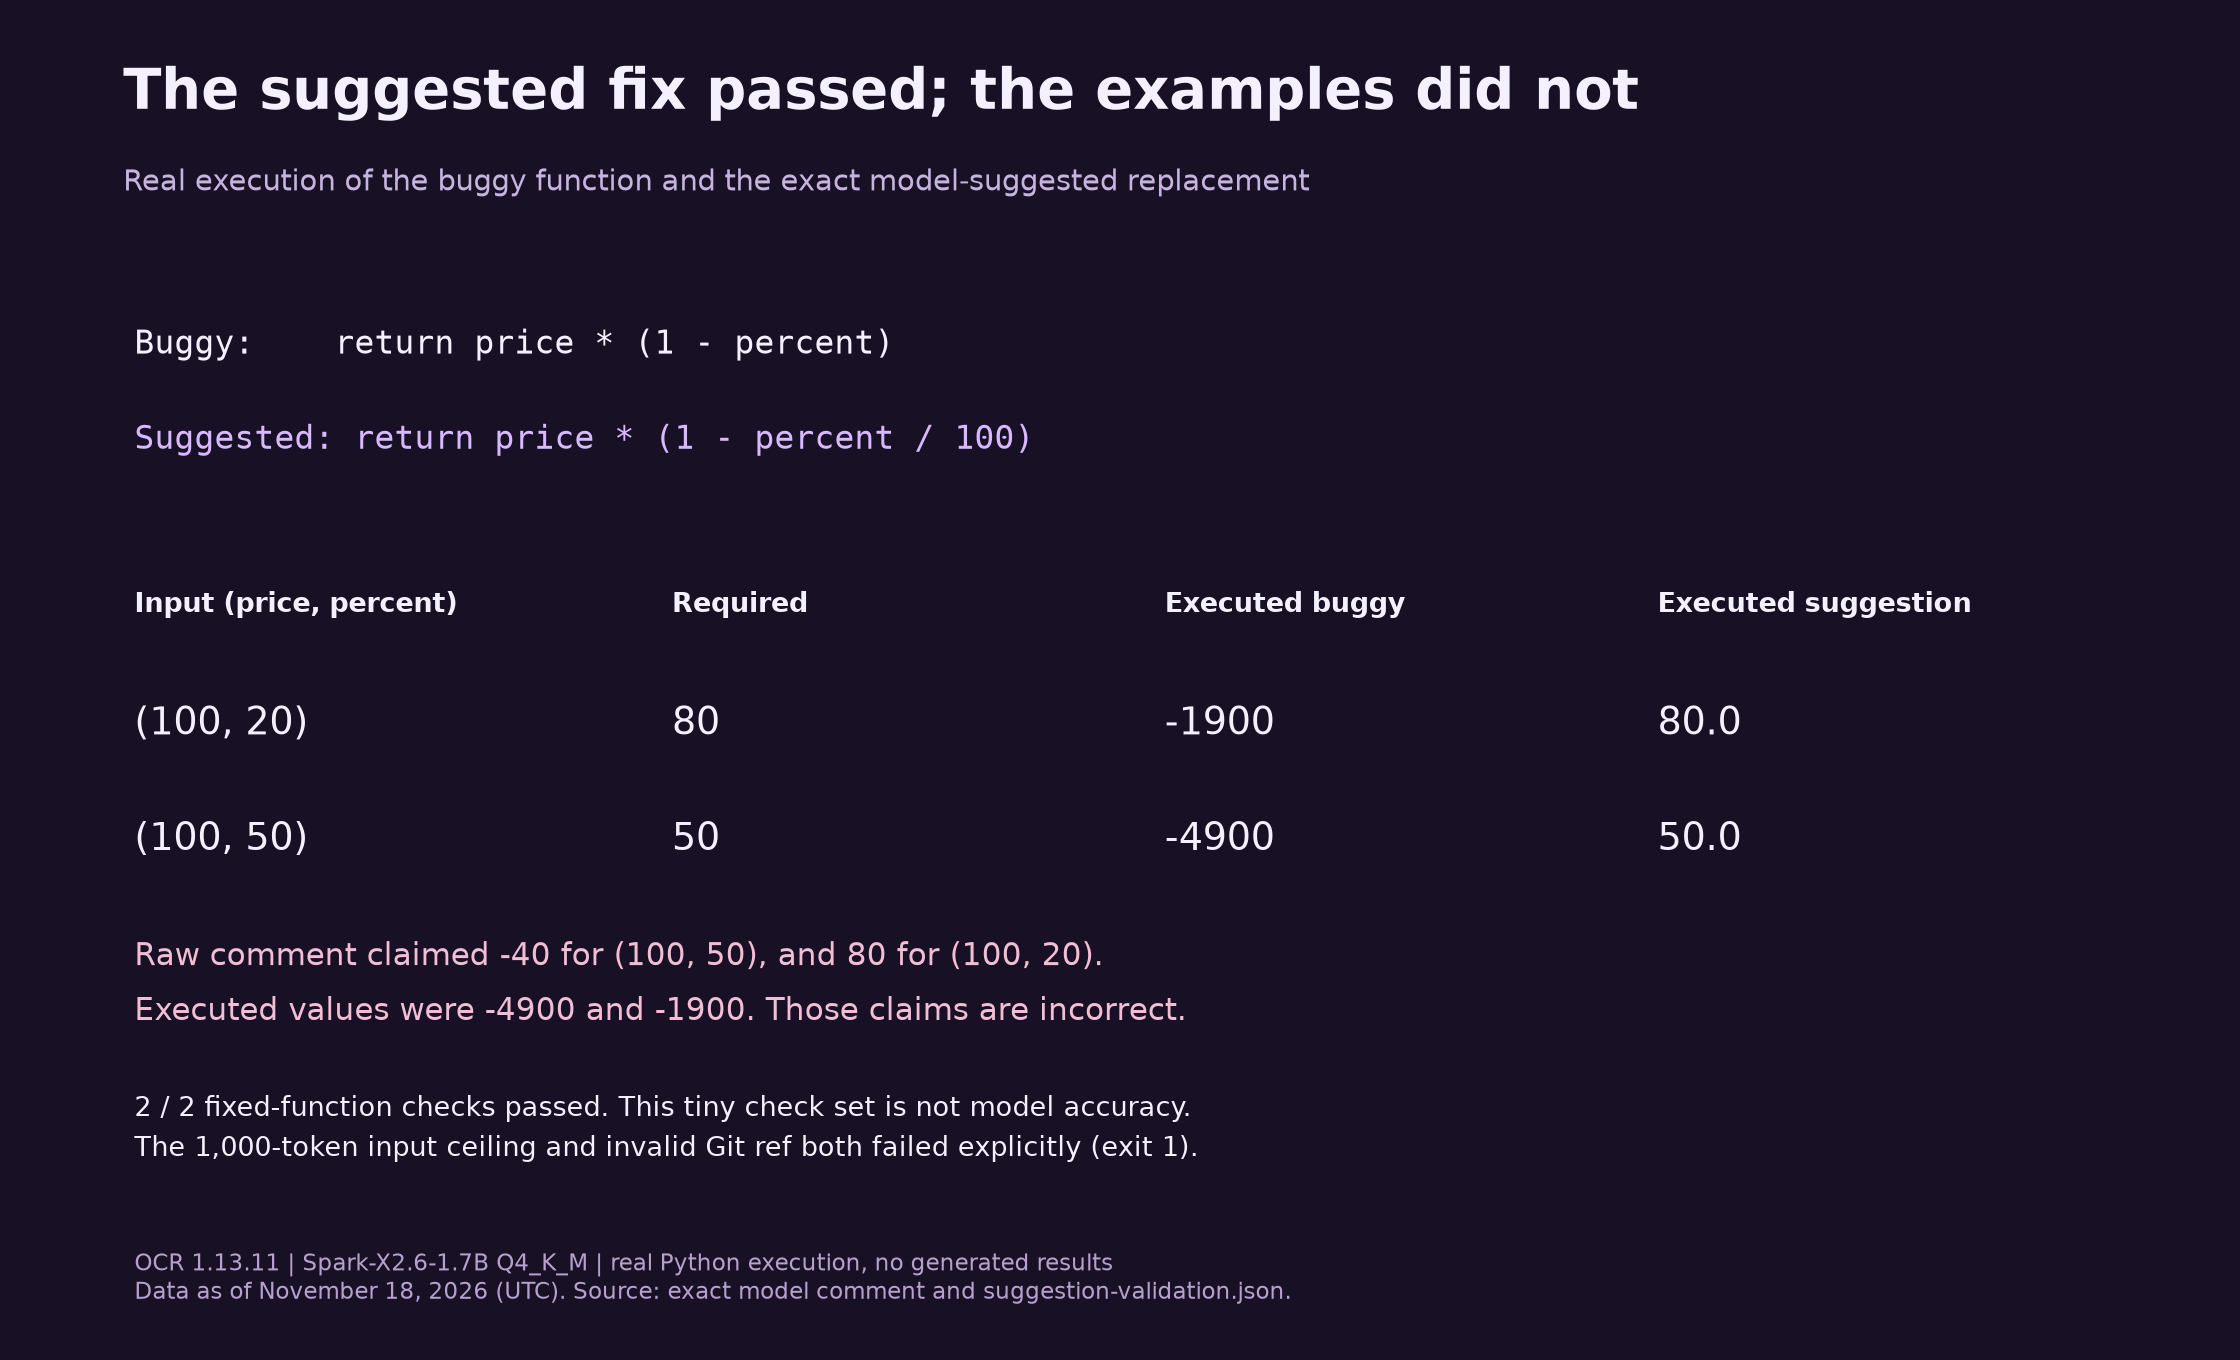 The suggested fix passed; the examples did not
Real execution of the buggy function and the exact model-suggested replacement
Buggy:    return price * (1 - percent)
Suggested: return price * (1 - percent / 100)
Input (price, percent) Required Executed buggy Executed suggestion
(100, 20) 80 -1900 80.0
(100, 50) 50 -4900 50.0
Raw comment claimed -40 for (100, 50), and 80 for (100, 20).
Executed values were -4900 and -1900. Those claims are incorrect.
2 / 2 fixed-function checks passed. This tiny check set is not model accuracy.
The 1,000-token input ceiling and invalid Git ref both failed explicitly (exit 1).
OCR 1.13.11 | Spark-X2.6-1.7B Q4_K_M | real Python execution, no generated results
Data as of November 18, 2026 (UTC). Source: exact model comment and suggestion-validation.json.